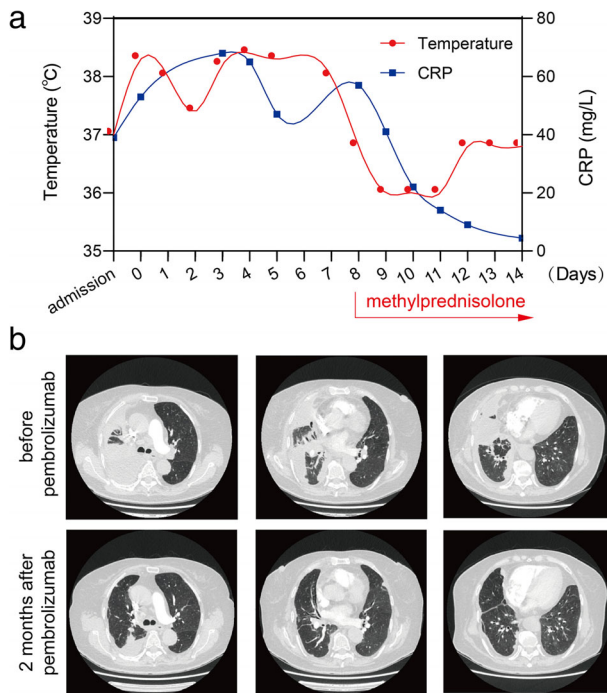 a
Temperature (°C)
39
38
37
36
35
Temperature
CRP
80
60
40
20
0
CRP (mg/L)
admission 0 1 2 3 4 5 6 7 8 9 10 11 12 13 14 (Days)
methylprednisolone
b
before
pembrolizumab
2 months after
pembrolizumab